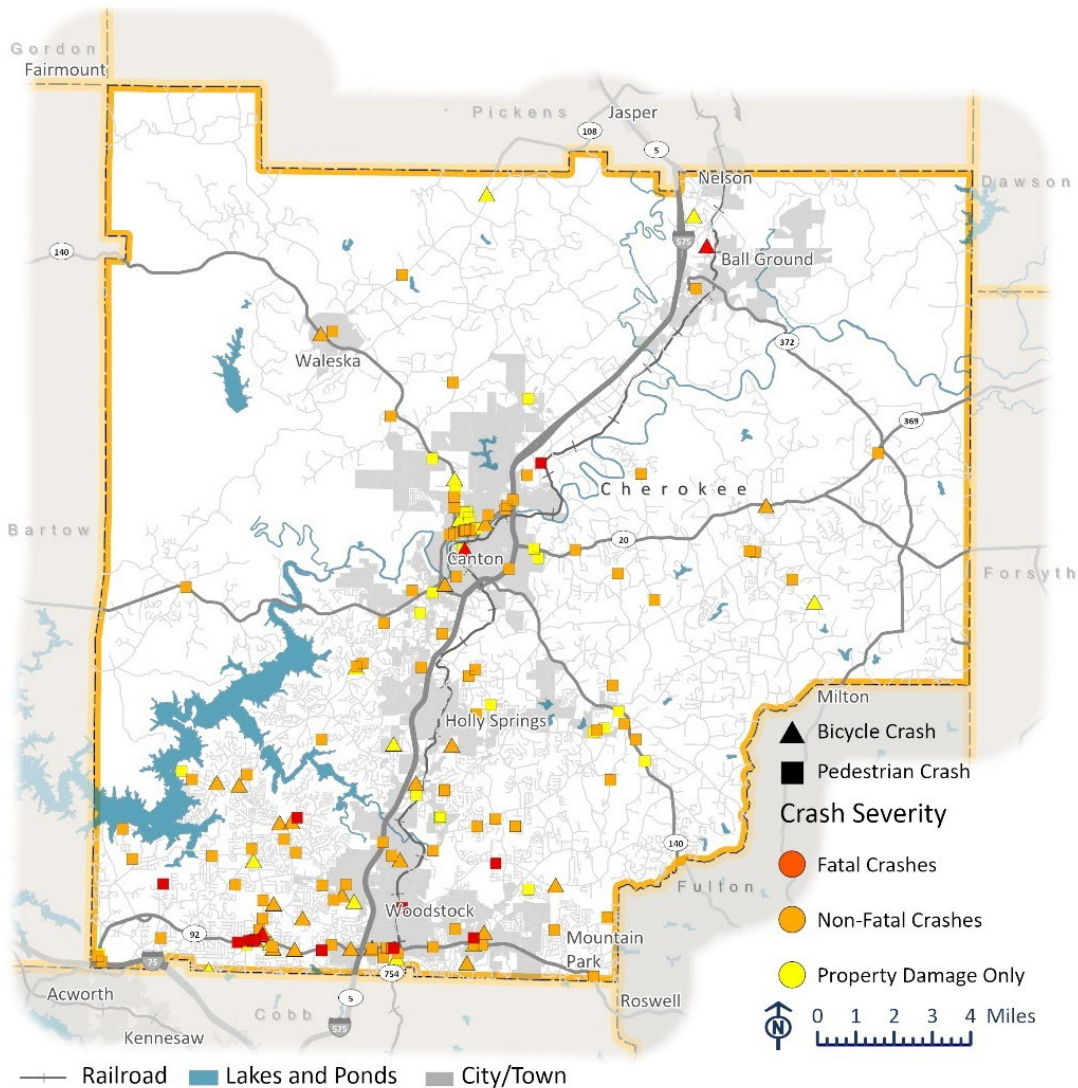 Gordon
Fairmount
Pickens
Jasper
108
5
Nelson
Dawson
140
575
Ball Ground
372
Waleska
369
Cherokee
Bartow
20
Canton
Forsyth
Milton
Holly Springs
Bicycle Crash
Pedestrian Crash
Crash Severity
140
Fatal Crashes
Fulton
Woodstock
Non-Fatal Crashes
92
Mountain
Park
75
754
Property Damage Only
Acworth
5
Roswell
Cobb
575
Kennesaw
N
0 1 2 3 4 Miles
Railroad
Lakes and Ponds
City/Town